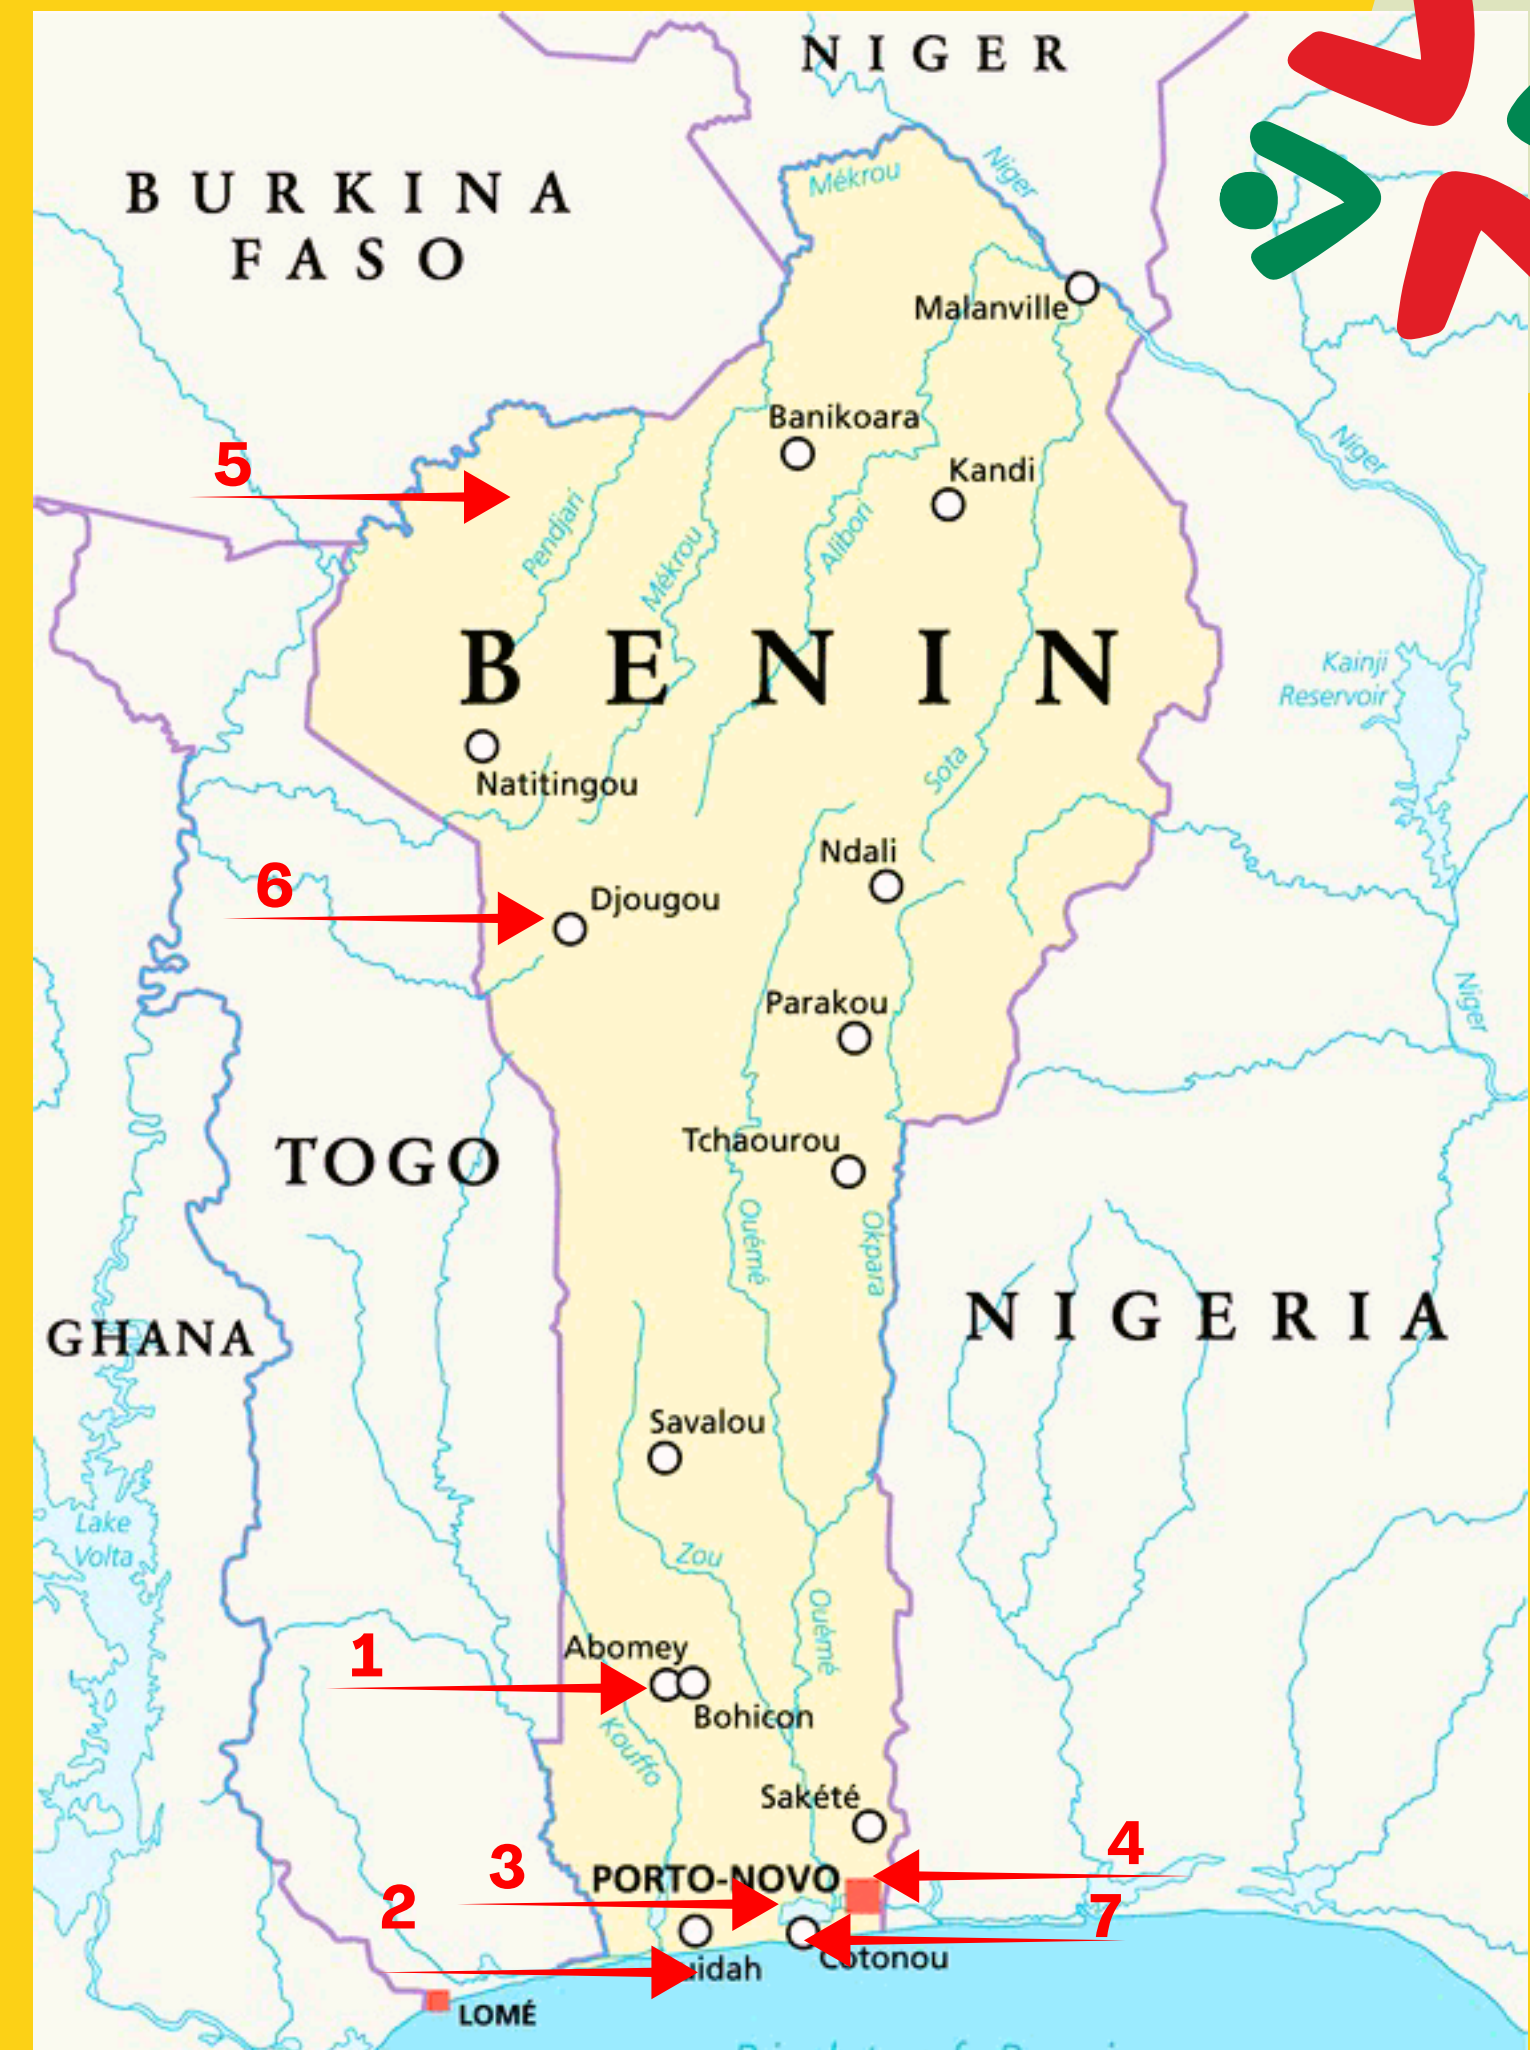 NIGER
BURKINA
FASO
Mékrou
Niger
Malanville
Banikoara
Niger
5
Kandi
Pendjari
Mékrou
Alibori
BENIN
Kainji
Reservoir
Natitingou
Sota
Ndali
6
Djougou
Parakou
Niger
Tchaourou
TOGO
Ouémé
Okpara
NIGERIA
GHANA
Savalou
Lake
Volta
Zou
Ouémé
1
Abomey
Bohicon
Kouffo
Sakété
4
3
PORTO-NOVO
2
7
Cotonou
uidah
LOMÉ